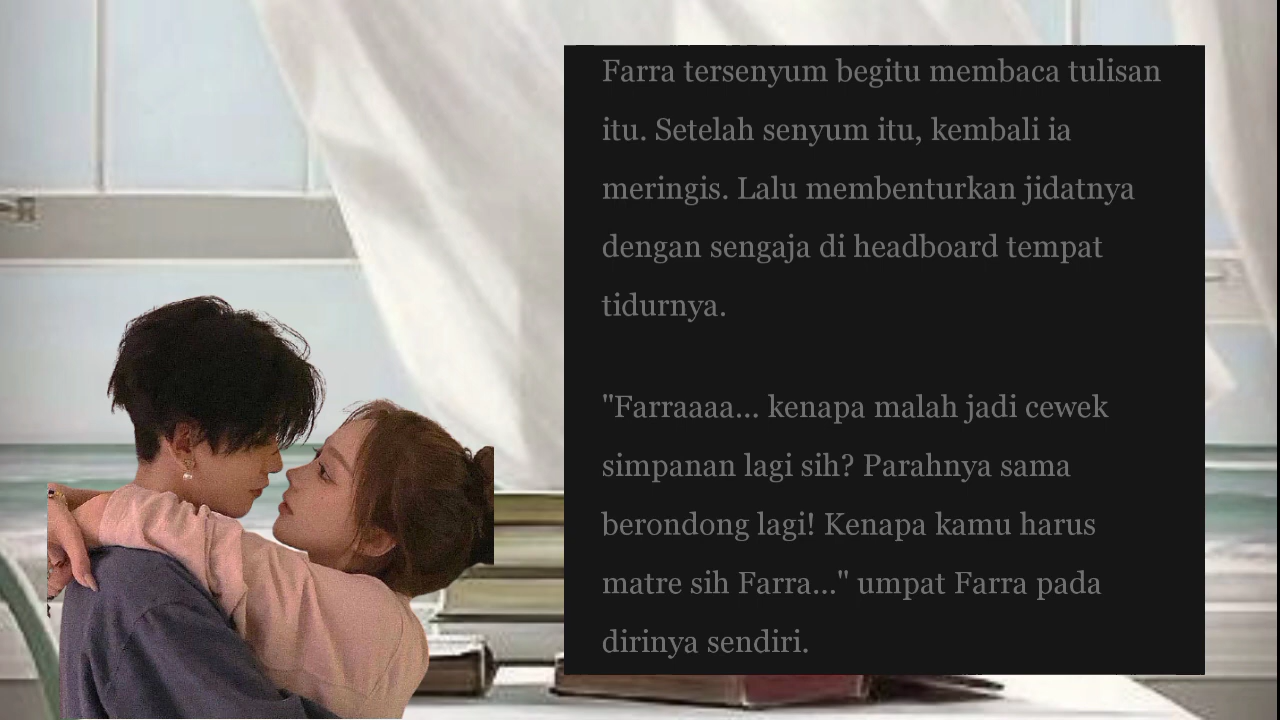 Farra tersenyum begitu membaca tulisan
itu. Setelah senyum itu, kembali ia
meringis. Lalu membenturkan jidatnya
dengan sengaja di headboard tempat
tidurnya.
"Farraaaa... kenapa malah jadi cewek
simpanan lagi sih? Parahnya sama
berondong lagi! Kenapa kamu harus
matre sih Farra..." umpat Farra pada
dirinya sendiri.